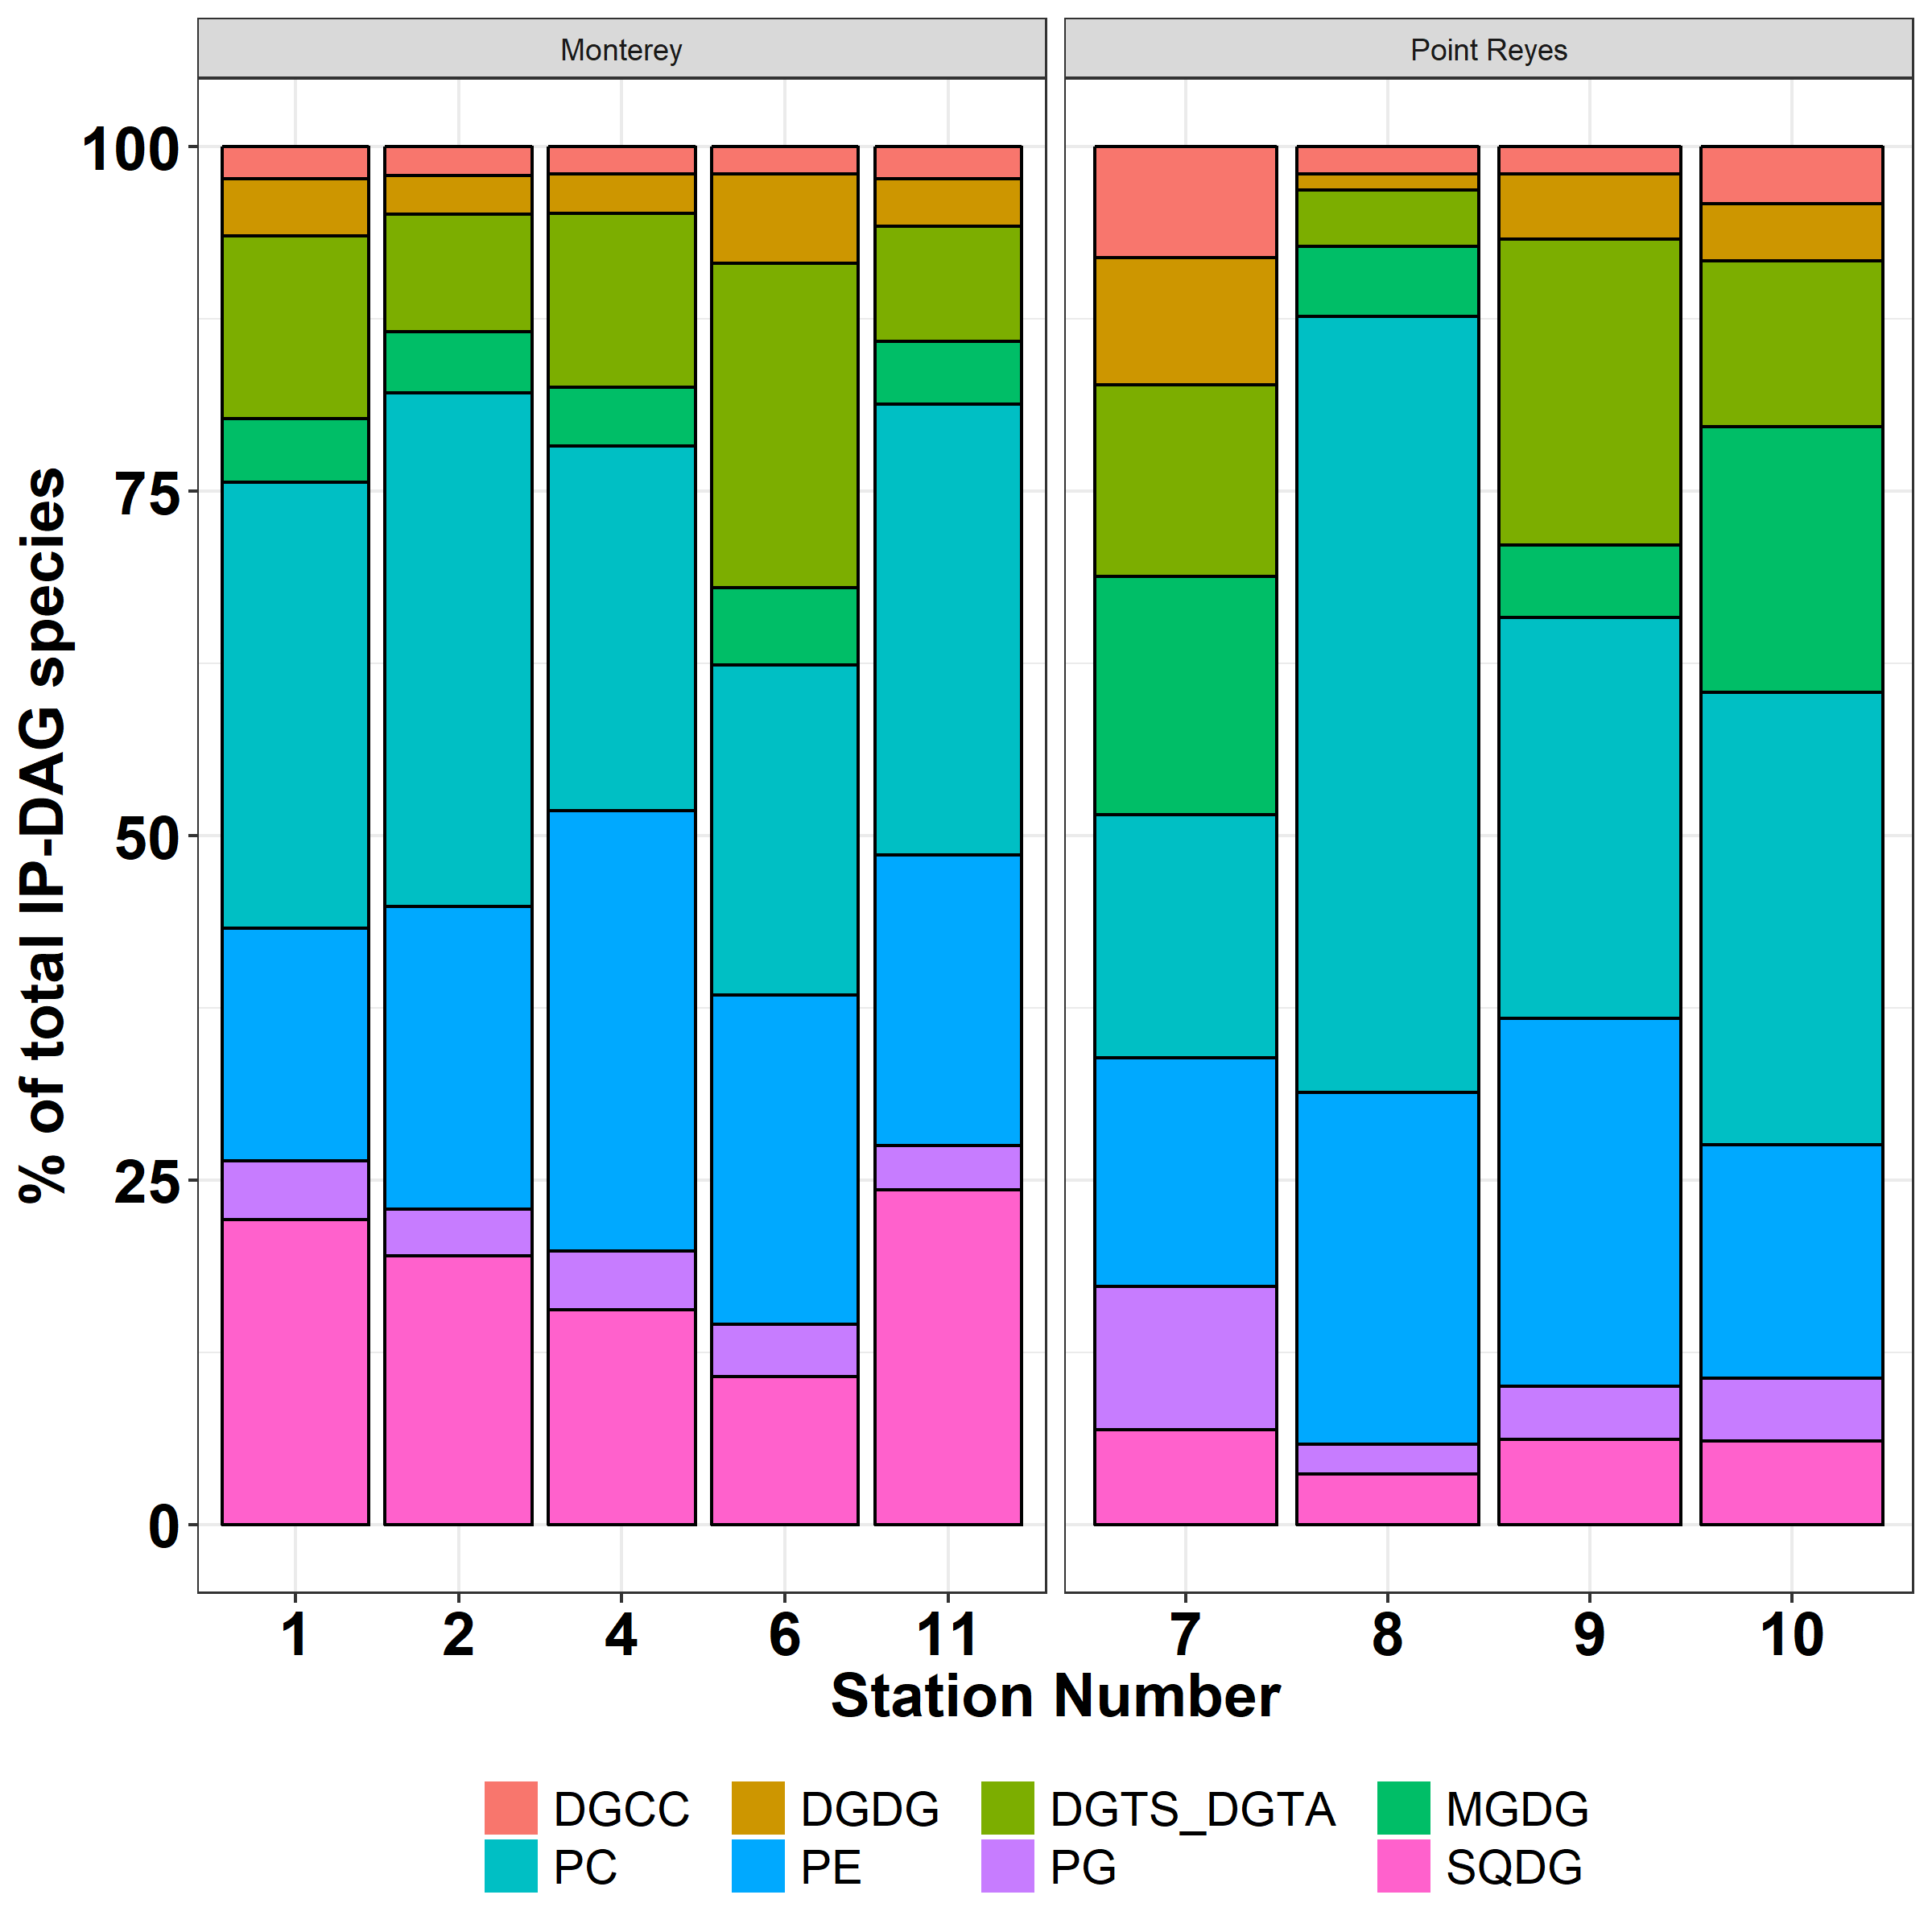 Monterey
Point Reyes
% of total IP-DAG species
100
75
50
25
0
1 2 4 6 11
7 8 9 10
Station Number
DGCC DGDG DGTS_DGTA MGDG
PC PE PG SQDG